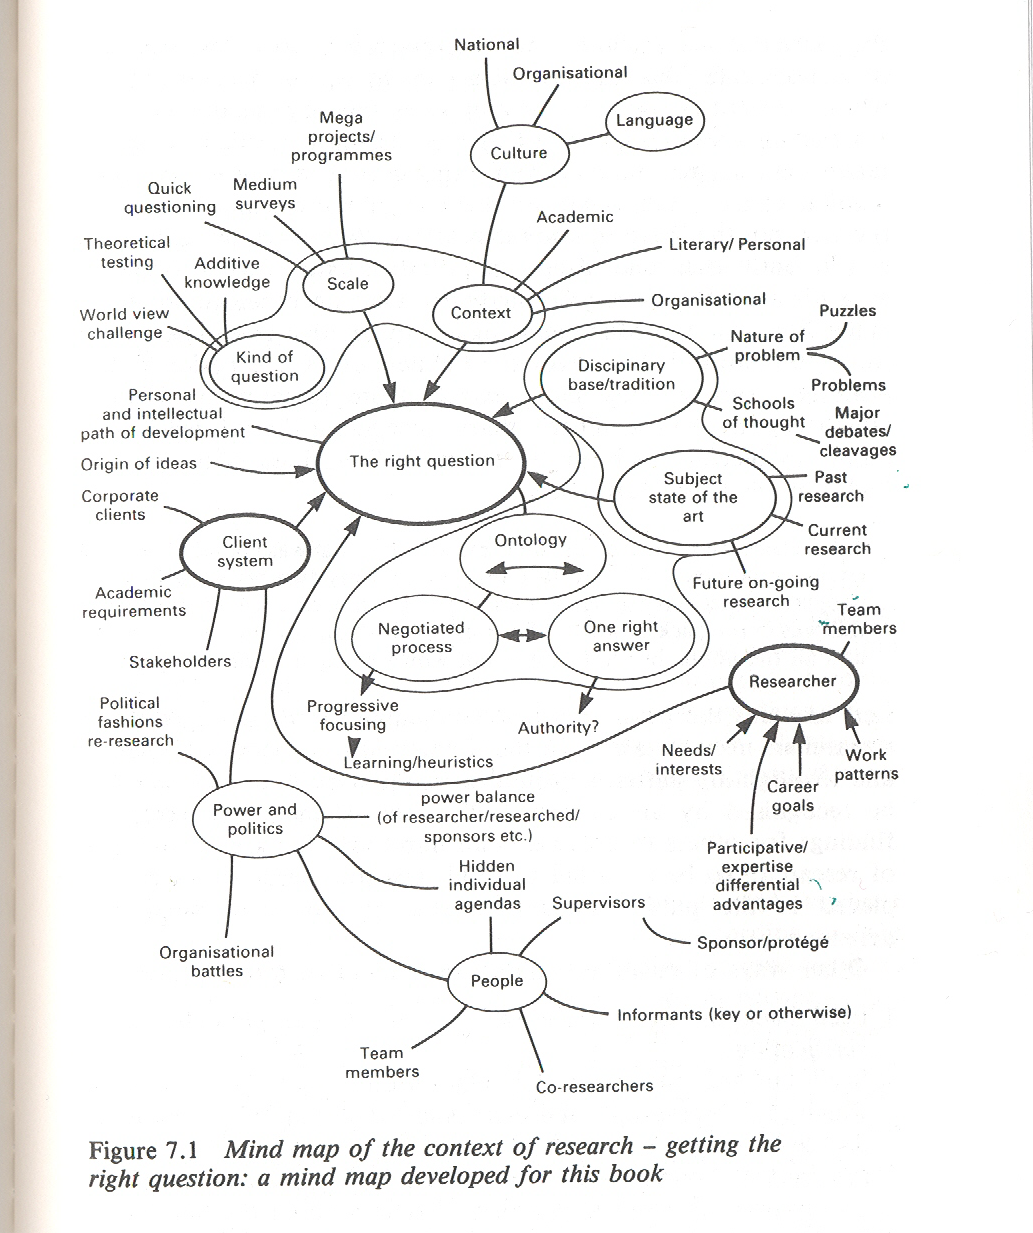 National
Organisational
Language
Culture
Mega
projects/
programmes
Quick
questioning
Medium
surveys
Academic
Literary/ Personal
Organisational
Theoretical
testing
Additive
knowledge
Scale
Context
World view
challenge
Kind of
question
Puzzles
Nature of
problem
Problems
Discipinary
base/tradition
Schools
of thought
Major
debates/
cleavages
Personal
and intellectual
path of development
Origin of ideas
The right question
Subject
state of the
art
Past
research
Current
research
Future on-going
research
Corporate
clients
Client
system
Academic
requirements
Stakeholders
Ontology
Negotiated
process
One right
answer
Progressive
focusing
Learning/heuristics
Authority?
Team
members
Researcher
Needs/
interests
Career
goals
Work
patterns
Participative/
expertise
differential
advantages
Political
fashions
re-research
Power and
politics
power balance
(of researcher/researched/
sponsors etc.)
Hidden
individual
agendas
Supervisors
Sponsor/protégé
Organisational
battles
People
Informants (key or otherwise)
Team
members
Co-researchers
Figure 7.1 Mind map of the context of research – getting the
right question: a mind map developed for this book